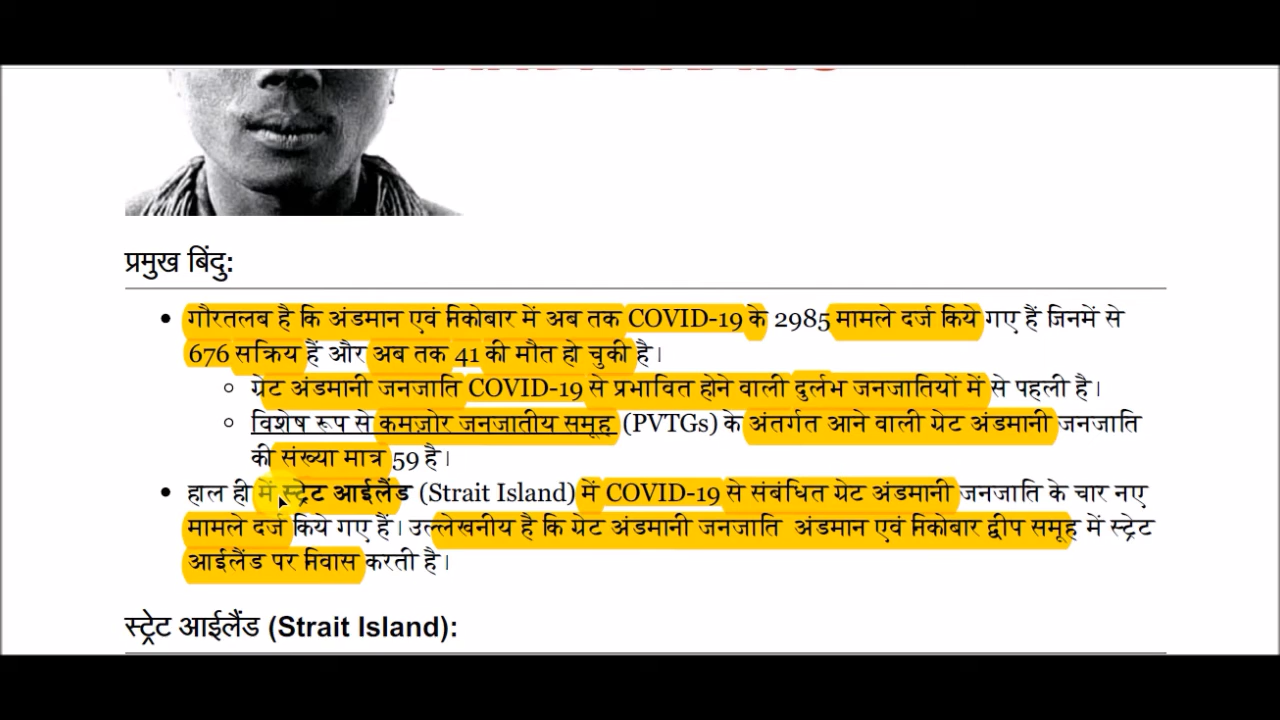 प्रमुख बिंदु:
गौरतलब है कि अंडमान एवं निकोबार में अब तक COVID-19 के 2985 मामले दर्ज किये गए हैं जिनमें से
676 सक्रिय हैं और अब तक 41 की मौत हो चुकी है।
ग्रेट अंडमानी जनजाति COVID-19 से प्रभावित होने वाली दुर्लभ जनजातियों में से पहली है।
विशेष रूप से कमज़ोर जनजातीय समूह (PVTGs) के अंतर्गत आने वाली ग्रेट अंडमानी जनजाति
की संख्या मात्र 59 है।
हाल ही में स्ट्रेट आईलैंड (Strait Island) में COVID-19 से संबंधित ग्रेट अंडमानी जनजाति के चार नए
मामले दर्ज किये गए हैं। उल्लेखनीय है कि ग्रेट अंडमानी जनजाति अंडमान एवं निकोबार द्वीप समूह में स्ट्रेट
आईलैंड पर निवास करती है।
स्ट्रेट आईलैंड (Strait Island):